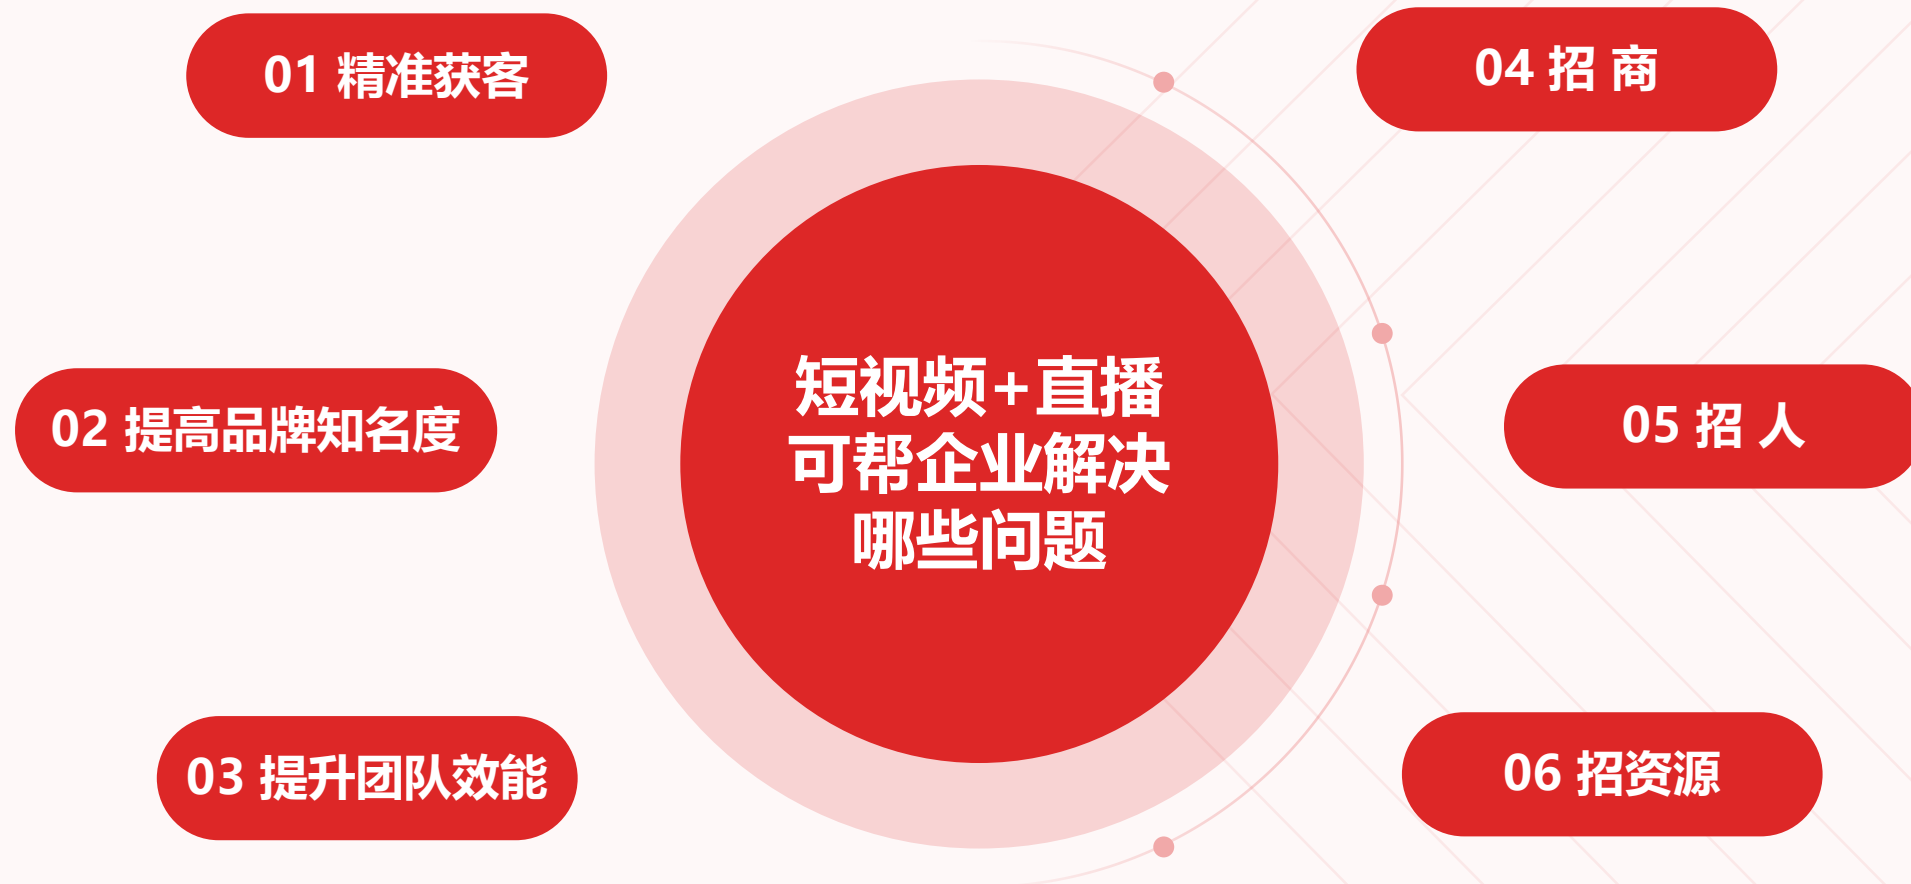 01 精准获客
02 提高品牌知名度
03 提升团队效能
短视频+直播
可帮企业解决
哪些问题
04 招 商
05 招 人
06 招资源